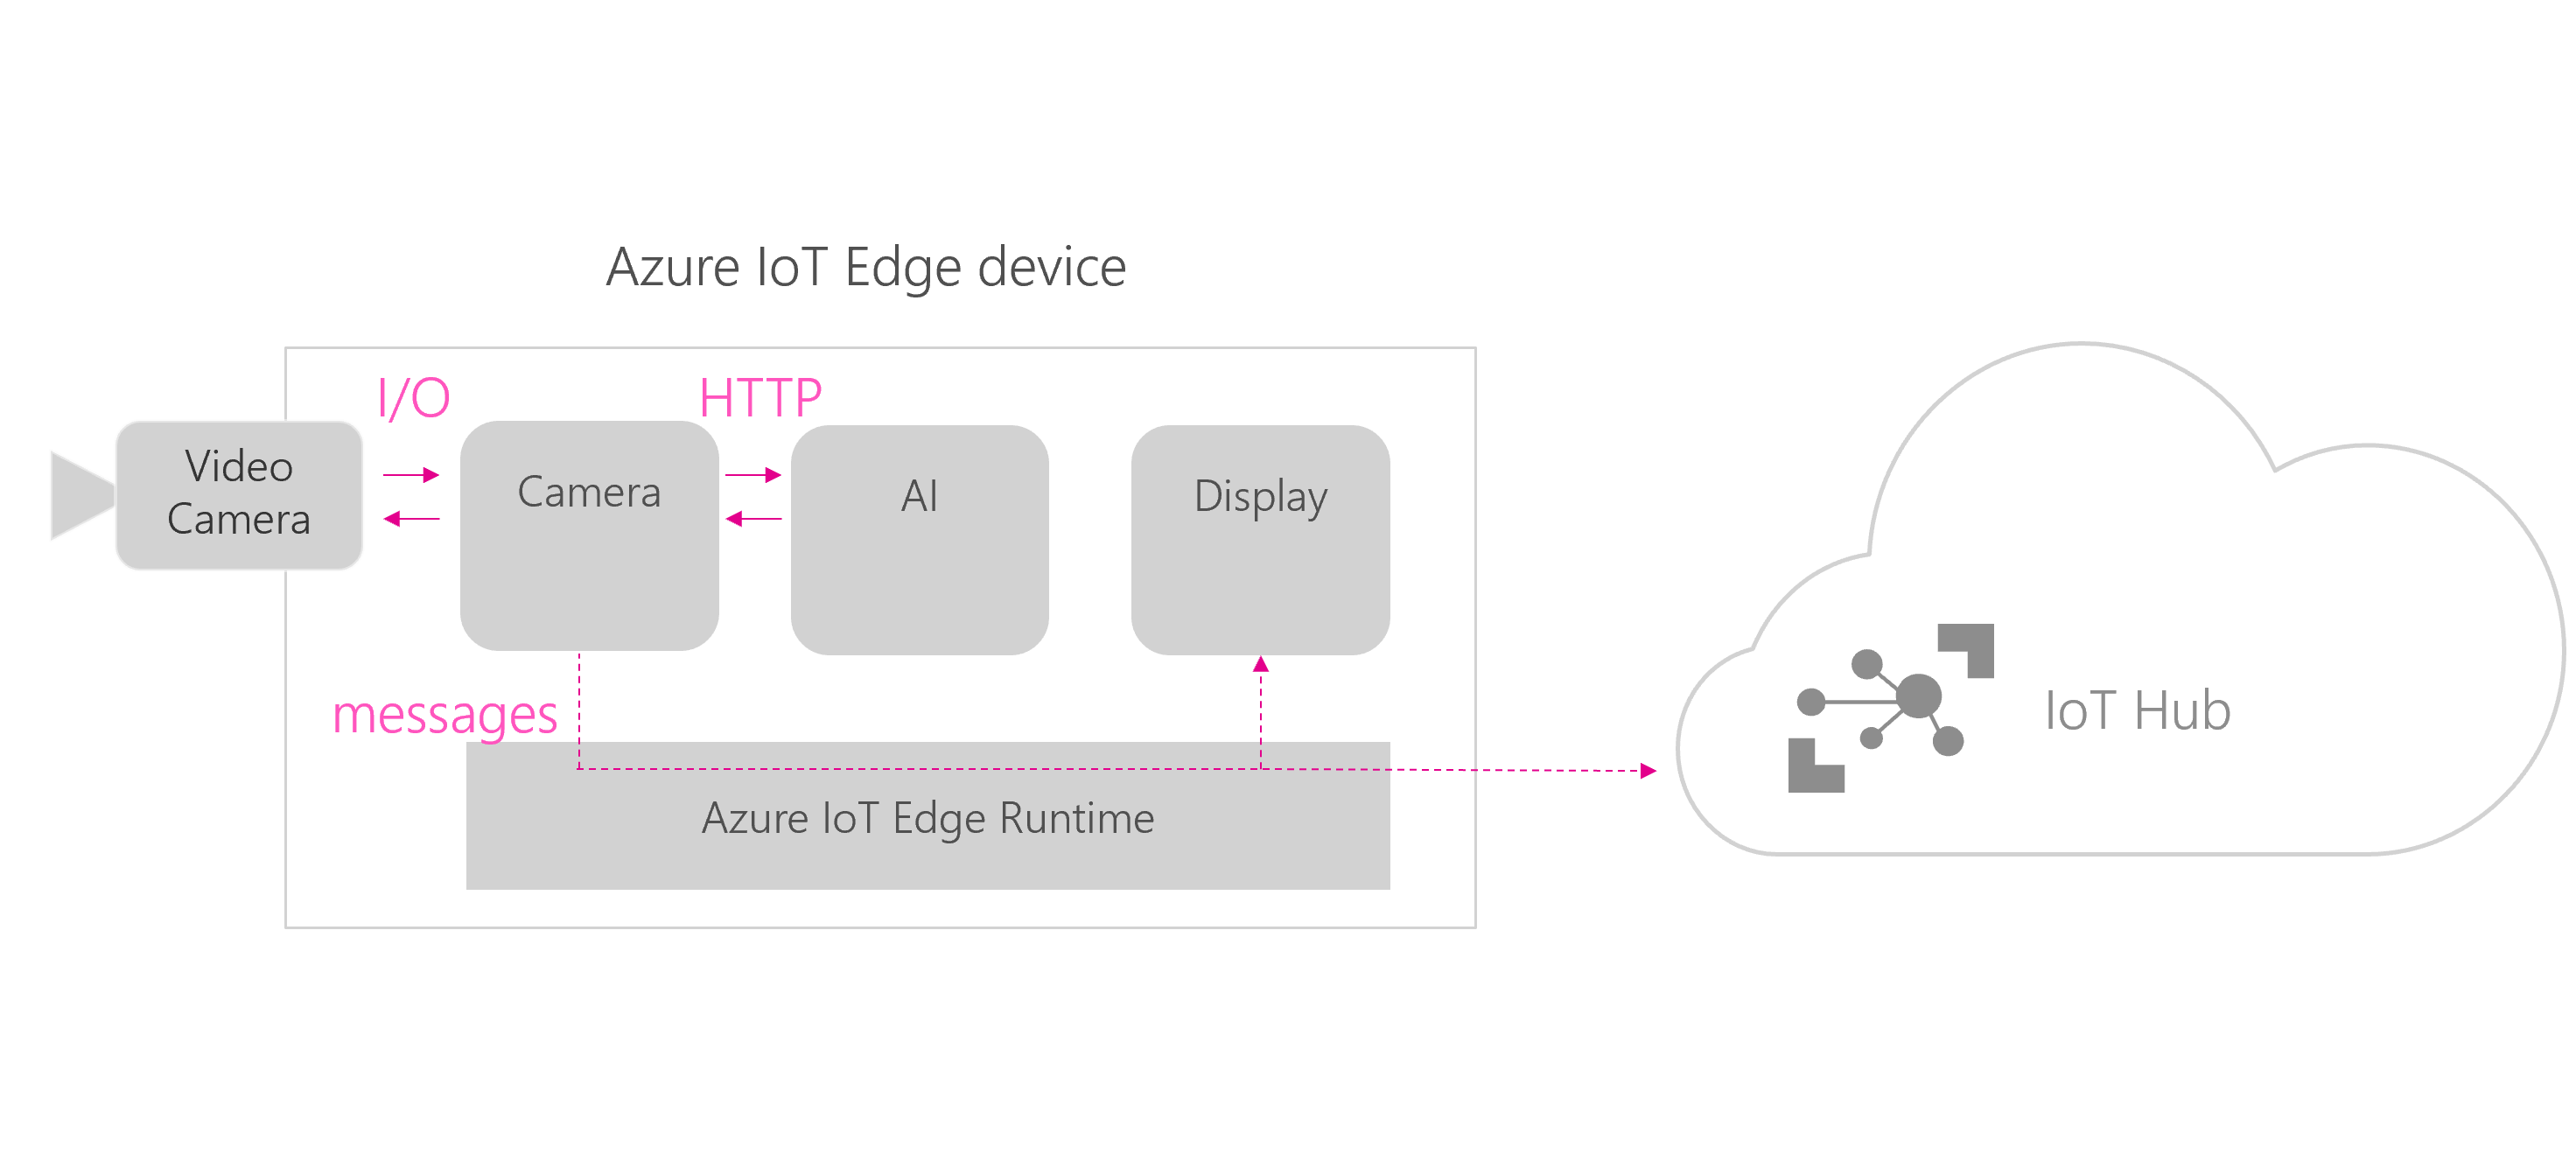 Azure IoT Edge device
I/O
HTTP
Video
Camera
Camera
AI
Display
messages
IoT Hub
Azure IoT Edge Runtime